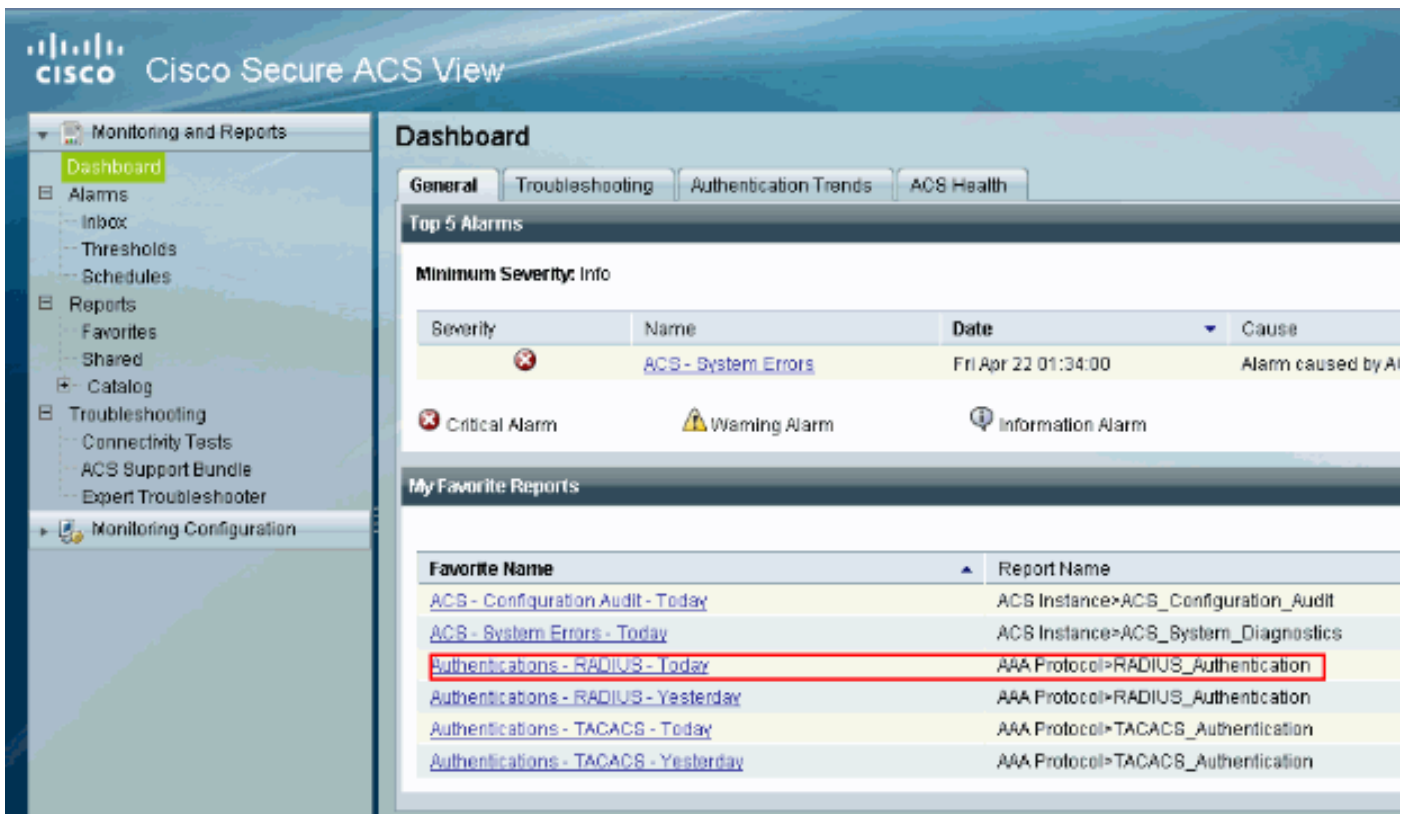 cisco Cisco Secure ACS View
Monitoring and Reports
Dashboard
Alarms
Inbox
Thresholds
Schedules
Reports
Favorites
Shared
Catalog
Troubleshooting
Connectivity Tests
ACS Support Bundle
Expert Troubleshooter
Monitoring Configuration
Dashboard
General Troubleshooting Authentication Trends ACS Health
Top 5 Alarms
Minimum Severity: Info
Severity Name Date Cause
ACS - System Errors Fri Apr 22 01:34:00 Alarm caused by
Critical Alarm Warning Alarm Information Alarm
My Favorite Reports
Favorite Name Report Name
ACS - Configuration Audit - Today ACS Instance>ACS_Configuration_Audit
ACS - System Errors - Today ACS Instance>ACS_System_Diagnostics
Authentications - RADIUS - Today AAA Protocol>RADIUS_Authentication
Authentications - RADIUS - Yesterday AAA Protocol>RADIUS_Authentication
Authentications - TACACS - Today AAA Protocol>TACACS_Authentication
Authentications - TACACS - Yesterday AAA Protocol>TACACS_Authentication